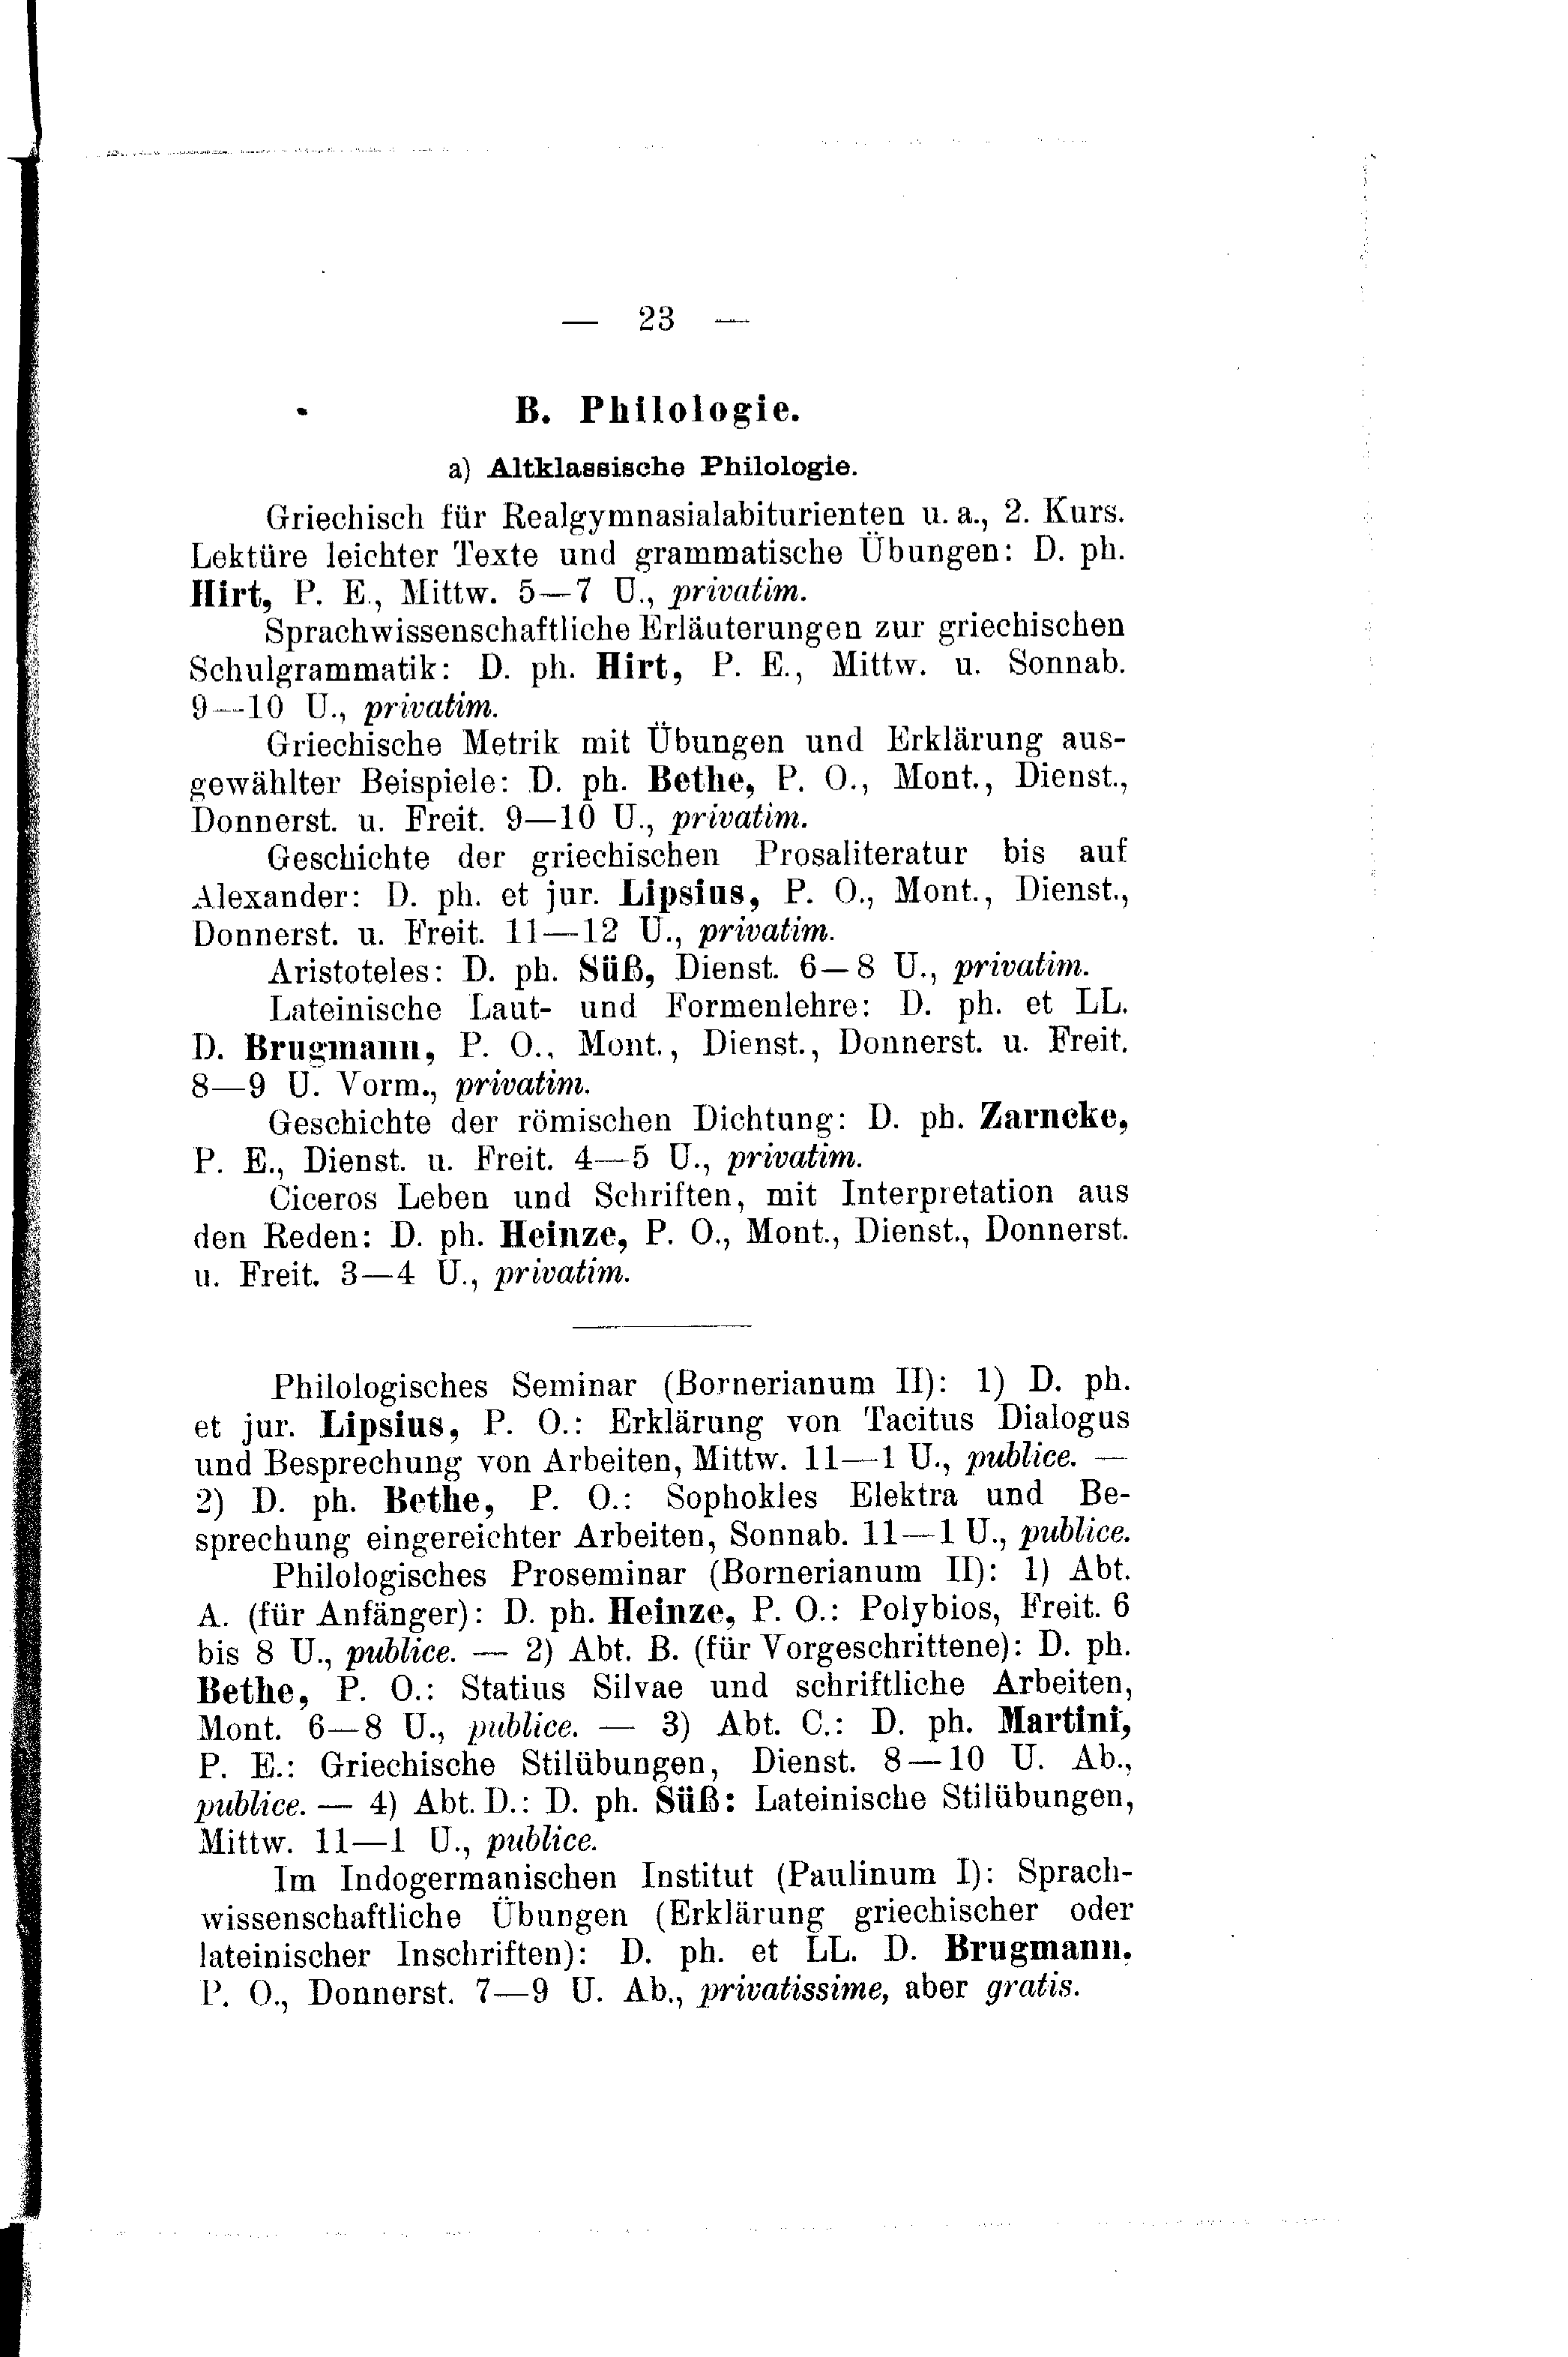 — 23 —
B. Philologie.
a) Altklassische Philologie.
Griechisch für Realgymnasialabiturienten u. a., 2. Kurs.
Lektüre leichter Texte und grammatische Übungen: D. ph.
Hirt, P. E., Mittw. 5—7 U., privatim.
Sprachwissenschaftliche Erläuterungen zur griechischen
Schulgrammatik: D. ph. Hirt, P. E., Mittw. u. Sonnab.
9—10 U., privatim.
Griechische Metrik mit Übungen und Erklärung aus-
gewählter Beispiele: D. ph. Bethe, P. O., Mont., Dienst.,
Donnerst. u. Freit. 9—10 U., privatim.
Geschichte der griechischen Prosaliteratur bis auf
Alexander: D. ph. et jur. Lipsius, P. O., Mont., Dienst.,
Donnerst. u. Freit. 11—12 U., privatim.
Aristoteles: D. ph. Süß, Dienst. 6—8 U., privatim.
Lateinische Laut- und Formenlehre: D. ph. et LL.
D. Brugmann, P. O., Mont., Dienst., Donnerst. u. Freit.
8—9 U. Vorm., privatim.
Geschichte der römischen Dichtung: D. ph. Zarncke,
P. E., Dienst. u. Freit. 4—5 U., privatim.
Ciceros Leben und Schriften, mit Interpretation aus
den Reden: D. ph. Heinze, P. O., Mont., Dienst., Donnerst.
u. Freit. 3—4 U., privatim.
Philologisches Seminar (Bornerianum II): 1) D. ph.
et jur. Lipsius, P. O.: Erklärung von Tacitus Dialogus
und Besprechung von Arbeiten, Mittw. 11—1 U., publice. —
2) D. ph. Bethe, P. O.: Sophokles Elektra und Be-
sprechung eingereichter Arbeiten, Sonnab. 11—1 U., publice.
Philologisches Proseminar (Bornerianum II): 1) Abt.
A. (für Anfänger): D. ph. Heinze, P. O.: Polybios, Freit. 6
bis 8 U., publice. — 2) Abt. B. (für Vorgeschrittene): D. ph.
Bethe, P. O.: Statius Silvae und schriftliche Arbeiten,
Mont. 6—8 U., publice. — 3) Abt. C.: D. ph. Martini,
P. E.: Griechische Stilübungen, Dienst. 8—10 U. Ab.,
publice. — 4) Abt. D.: D. ph. Süß: Lateinische Stilübungen,
Mittw. 11—1 U., publice.
Im Indogermanischen Institut (Paulinum I): Sprach-
wissenschaftliche Übungen (Erklärung griechischer oder
lateinischer Inschriften): D. ph. et LL. D. Brugmann.
P. O., Donnerst. 7—9 U. Ab., privatissime, aber gratis.